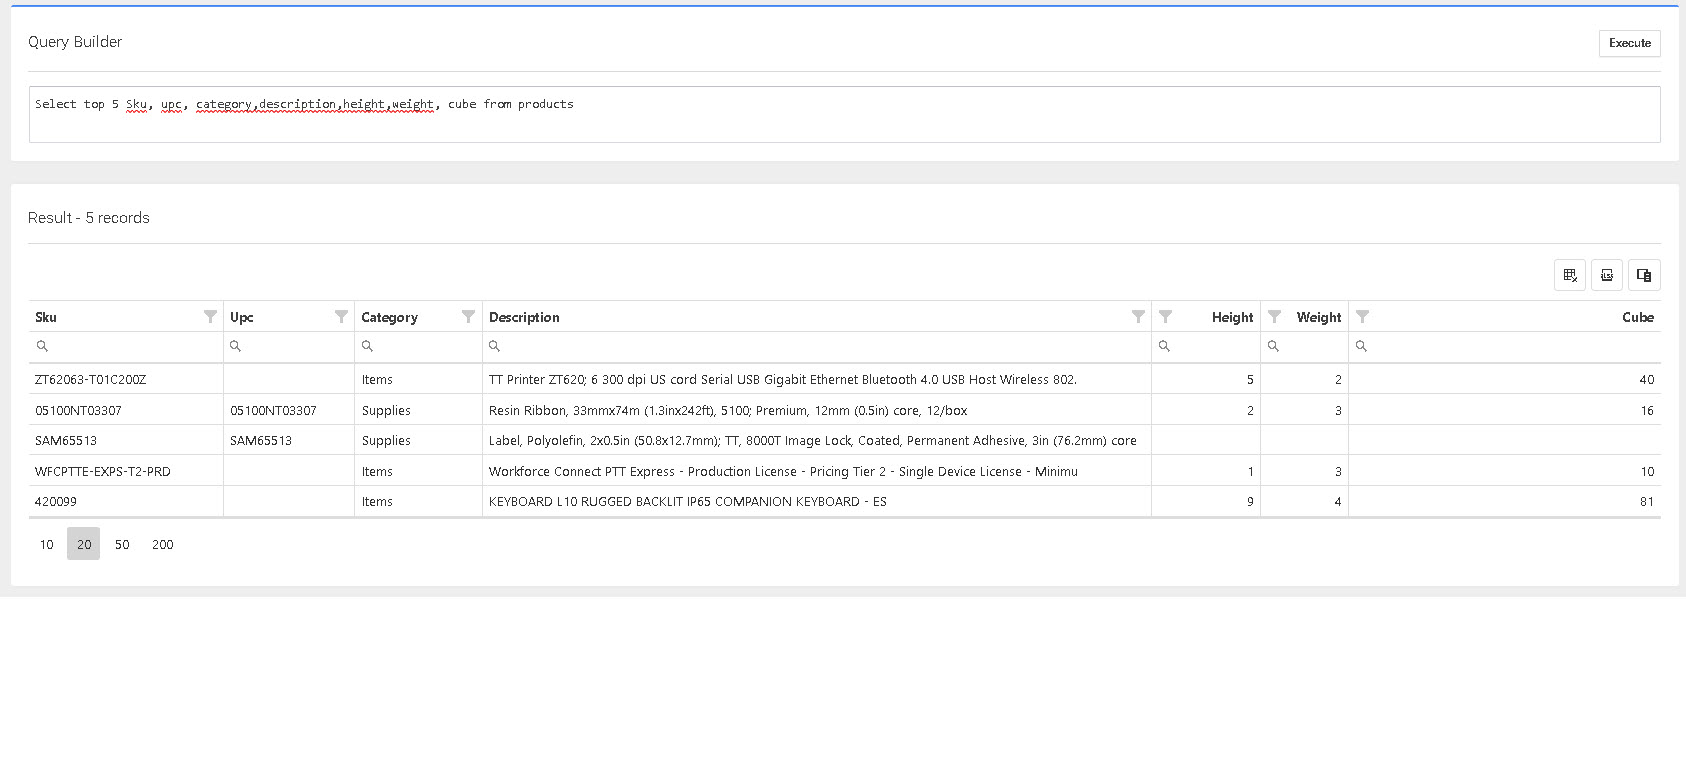 Query Builder
Execute
Select top 5 Sku, upc, category,description,height,weight, cube from products
Result - 5 records
Sku Upc Category Description Height Weight Cube
ZT62063-T01C200Z Items TT Printer ZT620; 6 300 dpi US cord Serial USB Gigabit Ethernet Bluetooth 4.0 USB Host Wireless 802. 5 2 40
05100NT03307 05100NT03307 Supplies Resin Ribbon, 33mmx74m (1.3inx242ft), 5100; Premium, 12mm (0.5in) core, 12/box 2 3 16
SAM65513 SAM65513 Supplies Label, Polyolefin, 2x0.5in (50.8x12.7mm); TT, 8000T Image Lock, Coated, Permanent Adhesive, 3in (76.2mm) core
WFCPTTE-EXPS-T2-PRD Items Workforce Connect PTT Express - Production License - Pricing Tier 2 - Single Device License - Minimu 1 3 10
420099 Items KEYBOARD L10 RUGGED BACKLIT IP65 COMPANION KEYBOARD - ES 9 4 81
10 20 50 200